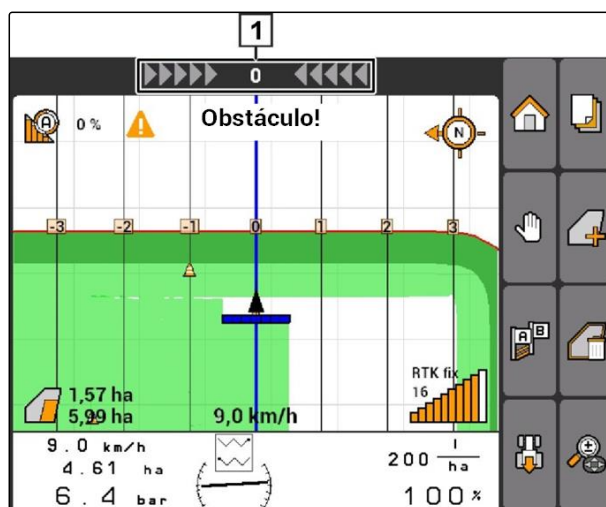 1
0
A 0 % Obstáculo! N
-3 -2 -1 0 1 2 3
A B
RTK fix
16
1,57 ha
5,99 ha 9,0 km/h
9.0 km/h
4.61 ha
6.4 bar
200 l/ha
100 %